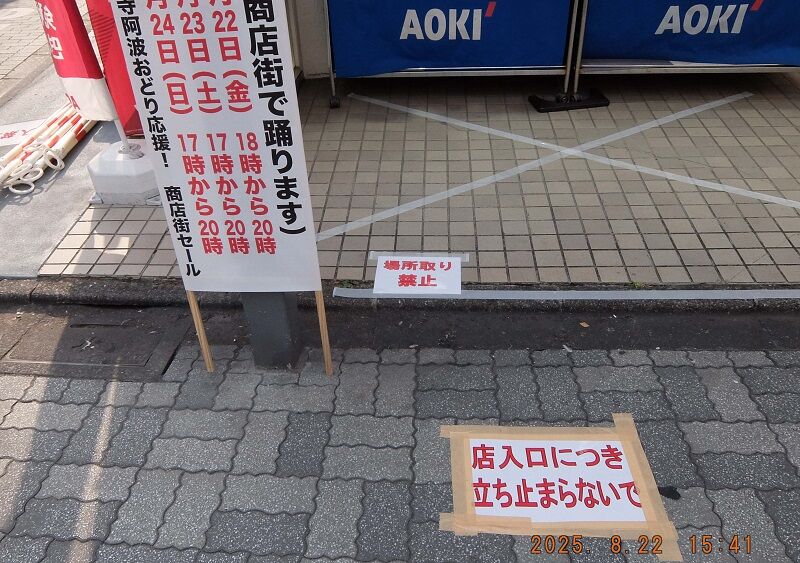 AOKI
AOKI
商店街で踊ります)
月22日(金) 18時から20時
月23日(土) 17時から20時
月24日(日) 17時から20時
寺阿波おどり応援! 商店街セール
場所取り
禁止
店入口につき
立ち止まらないで
2025. 8.22 15:41